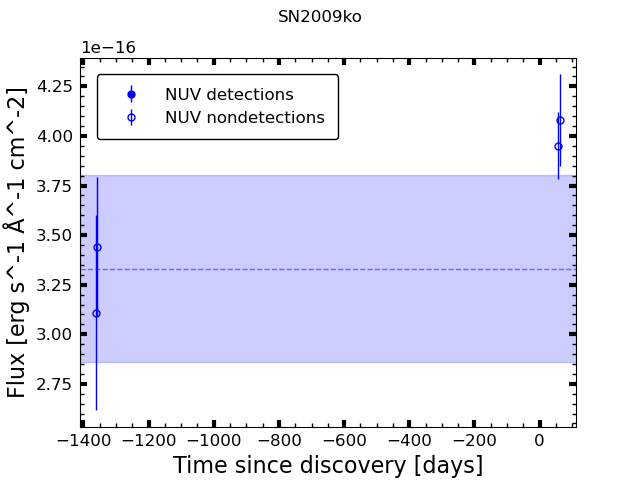 SN2009ko
1e−16
NUV detections
NUV nondetections
4.25
4.00
3.75
3.50
3.25
3.00
2.75
Flux [erg s^-1 Å^-1 cm^-2]
−1400 −1200 −1000 −800 −600 −400 −200 0
Time since discovery [days]